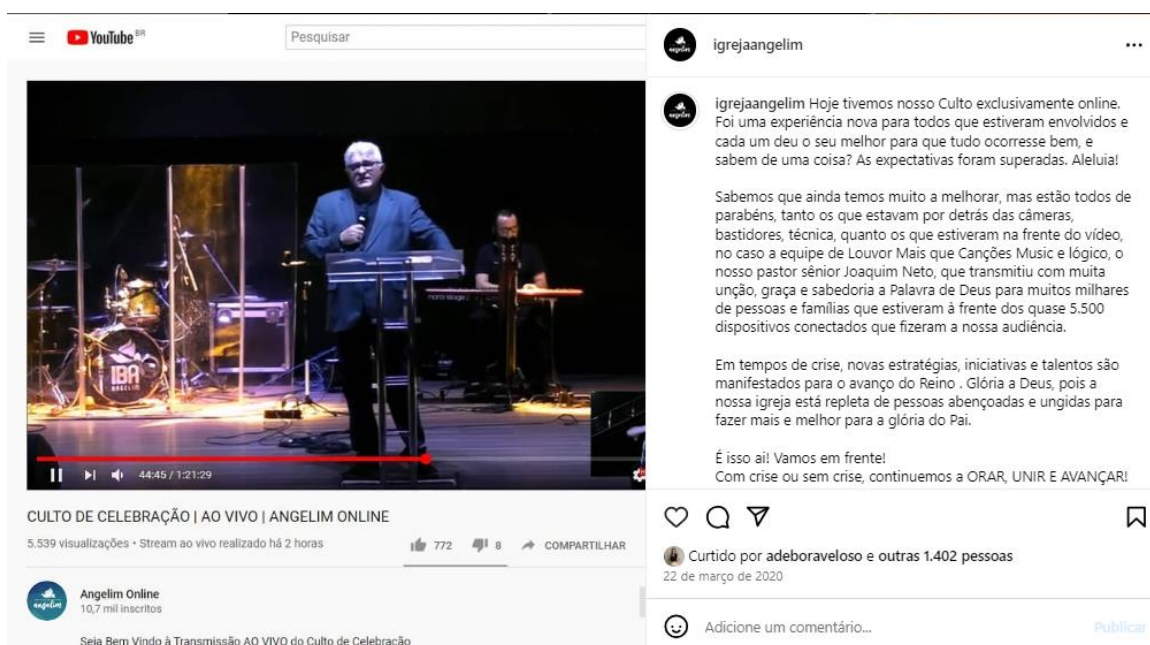 YouTube BR
Pesquisar
IBA
ANGELIM
44:45 / 1:21:29
CULTO DE CELEBRAÇÃO | AO VIVO | ANGELIM ONLINE
5.539 visualizações • Stream ao vivo realizado há 2 horas
772
8
COMPARTILHAR
angelim
Angelim Online
10,7 mil inscritos
Seja Bem Vindo à Transmissão AO VIVO do Culto de Celebração
angelim
igrejaangelim
angelim
igrejaangelim Hoje tivemos nosso Culto exclusivamente online.
Foi uma experiência nova para todos que estiveram envolvidos e
cada um deu o seu melhor para que tudo ocorresse bem, e
sabem de uma coisa? As expectativas foram superadas. Aleluia!
Sabemos que ainda temos muito a melhorar, mas estão todos de
parabéns, tanto os que estavam por detrás das câmeras,
bastidores, técnica, quanto os que estiveram na frente do vídeo,
no caso a equipe de Louvor Mais que Canções Music e lógico, o
nosso pastor sênior Joaquim Neto, que transmitiu com muita
unção, graça e sabedoria a Palavra de Deus para muitos milhares
de pessoas e famílias que estiveram à frente dos quase 5.500
dispositivos conectados que fizeram a nossa audiência.
Em tempos de crise, novas estratégias, iniciativas e talentos são
manifestados para o avanço do Reino . Glória a Deus, pois a
nossa igreja está repleta de pessoas abençoadas e ungidas para
fazer mais e melhor para a glória do Pai.
É isso ai! Vamos em frente!
Com crise ou sem crise, continuemos a ORAR, UNIR E AVANÇAR!
Curtido por adeboraveloso e outras 1.402 pessoas
22 de março de 2020
Adicione um comentário...
Publicar